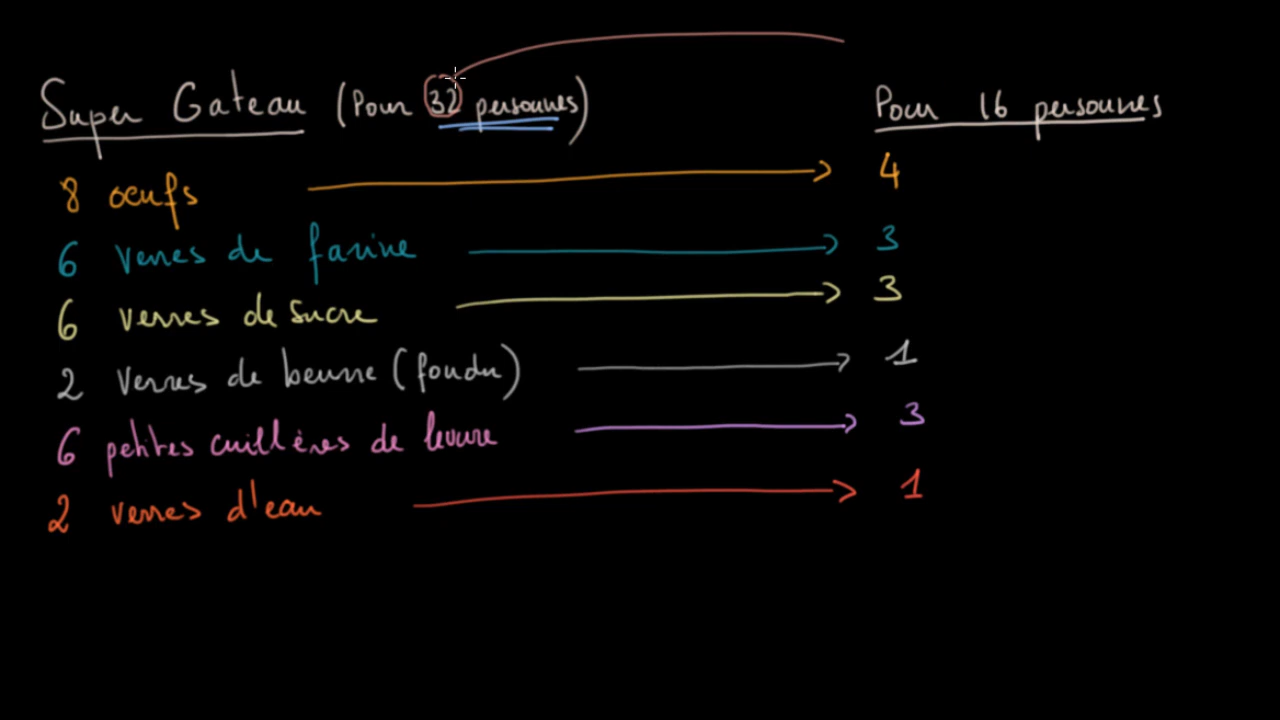 Super Gateau (Pour 32 personnes) Pour 16 personnes
8 oeufs 4
6 verres de farine 3
6 verres de sucre 3
2 verres de beurre (fondu) 1
6 petites cuillères de levure 3
2 verres d'eau 1